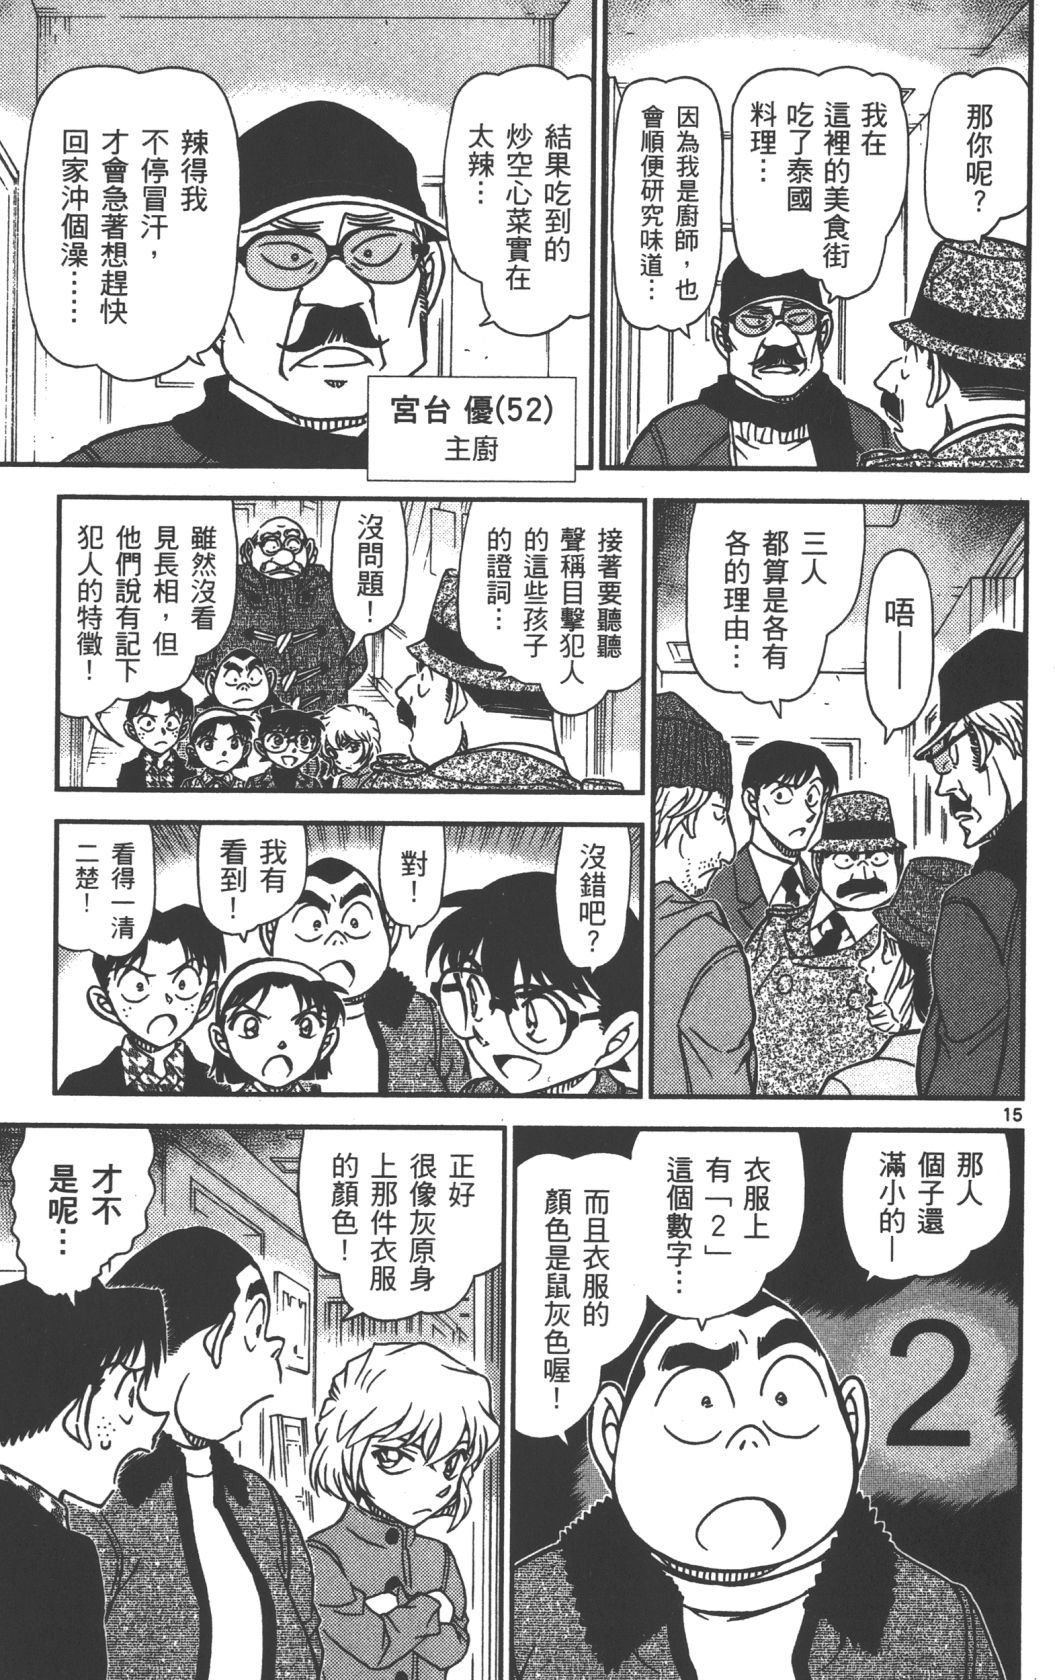 那你呢？
我在
這裡的美食街
吃了泰國
料理…
因為我是廚師，也
會順便研究味道…
結果吃到的
炒空心菜實在
太辣…
辣得我
不停冒汗，
才會急著想趕快
回家沖個澡……
宮台 優(52)
主廚
唔—
三人
都算是各有
各的理由…
接著要聽聽
聲稱目擊犯人
的這些孩子
的證詞…
沒問題！
雖然沒看
見長相，但
他們說有記下
犯人的特徵！
沒錯吧？
對！
我有
看到！
看得一清
二楚！
15
那人
個子還
滿小的—
衣服上
有「2」
這個數字…
而且衣服的
顏色是鼠灰色喔！
2
正好
很像灰原身
上那件衣服
的顏色！
才不
是呢…